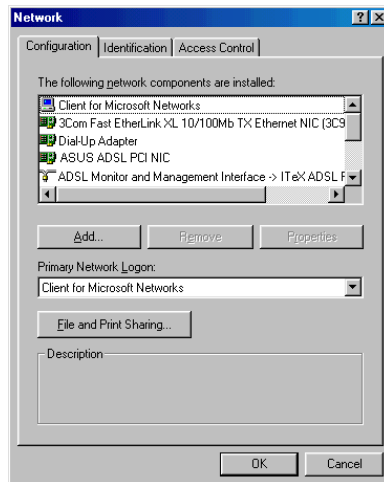 Network
Configuration Identification Access Control
The following network components are installed:
Client for Microsoft Networks
3Com Fast EtherLink XL 10/100Mb TX Ethernet NIC (3C9
Dial-Up Adapter
ASUS ADSL PCI NIC
ADSL Monitor and Management Interface -> ITeX ADSL F
Add... Remove Properties
Primary Network Logon:
Client for Microsoft Networks
File and Print Sharing...
Description
OK Cancel